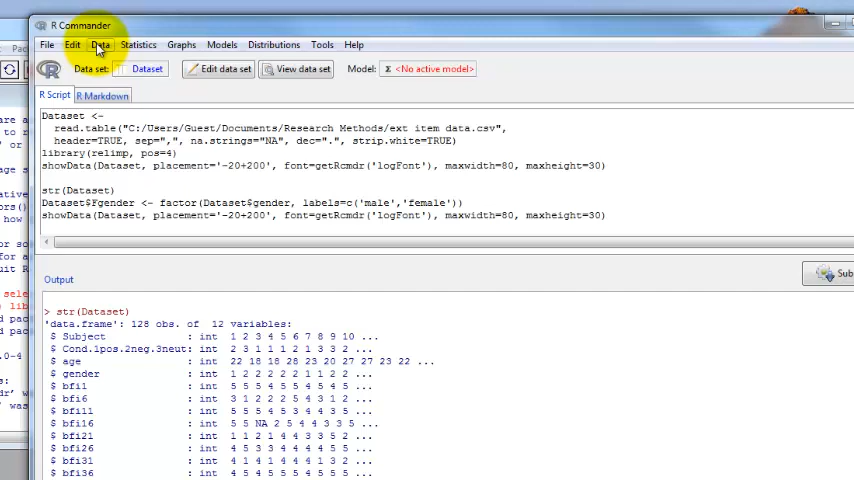 R Commander
File Edit Data Statistics Graphs Models Distributions Tools Help
Data set: Dataset Edit data set View data set Model: Σ <No active model>
R Script R Markdown
Dataset <-
read.table("C:/Users/Guest/Documents/Research Methods/ext item data.csv",
header=TRUE, sep=",", na.strings="NA", dec=".", strip.white=TRUE)
library(relimp, pos=4)
showData(Dataset, placement='-20+200', font=getRcmdr('logFont'), maxwidth=80, maxheight=30)
str(Dataset)
Dataset$Fgender <- factor(Dataset$gender, labels=c('male','female'))
showData(Dataset, placement='-20+200', font=getRcmdr('logFont'), maxwidth=80, maxheight=30)
Output
Sub
> str(Dataset)
'data.frame': 128 obs. of 12 variables:
$ Subject : int 1 2 3 4 5 6 7 8 9 10 ...
$ Cond.1pos.2neg.3neut: int 2 3 1 1 1 2 1 3 3 2 ...
$ age : int 22 18 18 28 23 20 27 27 23 22 ...
$ gender : int 1 2 2 2 2 2 1 1 2 2 ...
$ bfi1 : int 5 5 5 4 5 5 4 5 4 5 ...
$ bfi6 : int 3 1 2 2 2 5 4 3 1 2 ...
$ bfi11 : int 5 5 5 4 5 3 4 4 3 5 ...
$ bfi16 : int 5 5 NA 2 5 4 4 3 3 5 ...
$ bfi21 : int 1 1 2 1 4 4 3 3 5 2 ...
$ bfi26 : int 4 5 3 3 4 4 4 4 5 5 ...
$ bfi31 : int 4 1 4 1 4 4 4 1 3 2 ...
$ bfi36 : int 4 5 4 5 5 4 5 5 5 5 ...